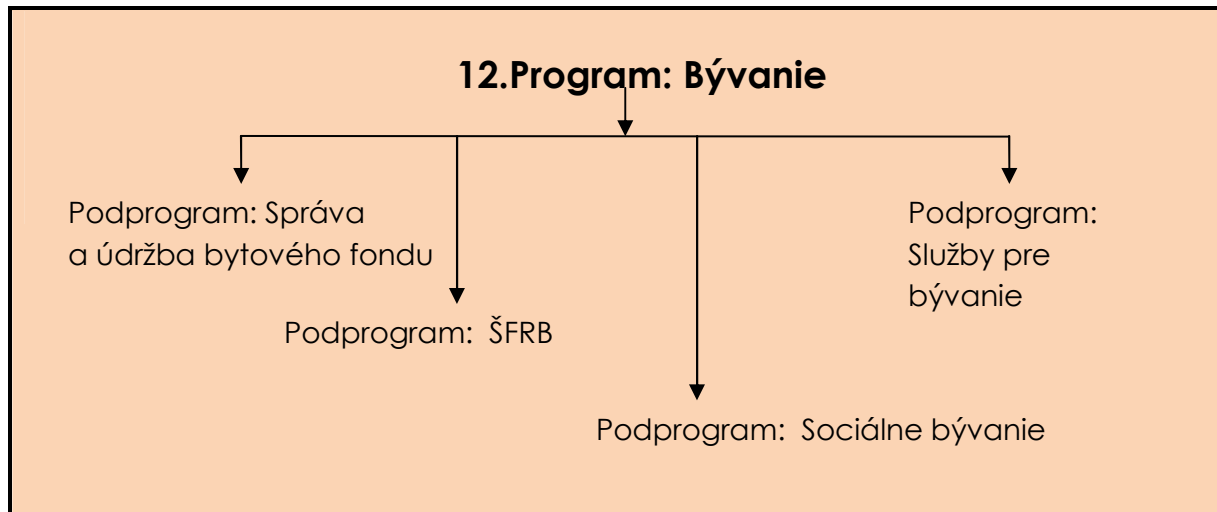 12.Program: Bývanie
Podprogram: Správa
a údržba bytového fondu
Podprogram: ŠFRB
Podprogram: Sociálne bývanie
Podprogram:
Služby pre
bývanie